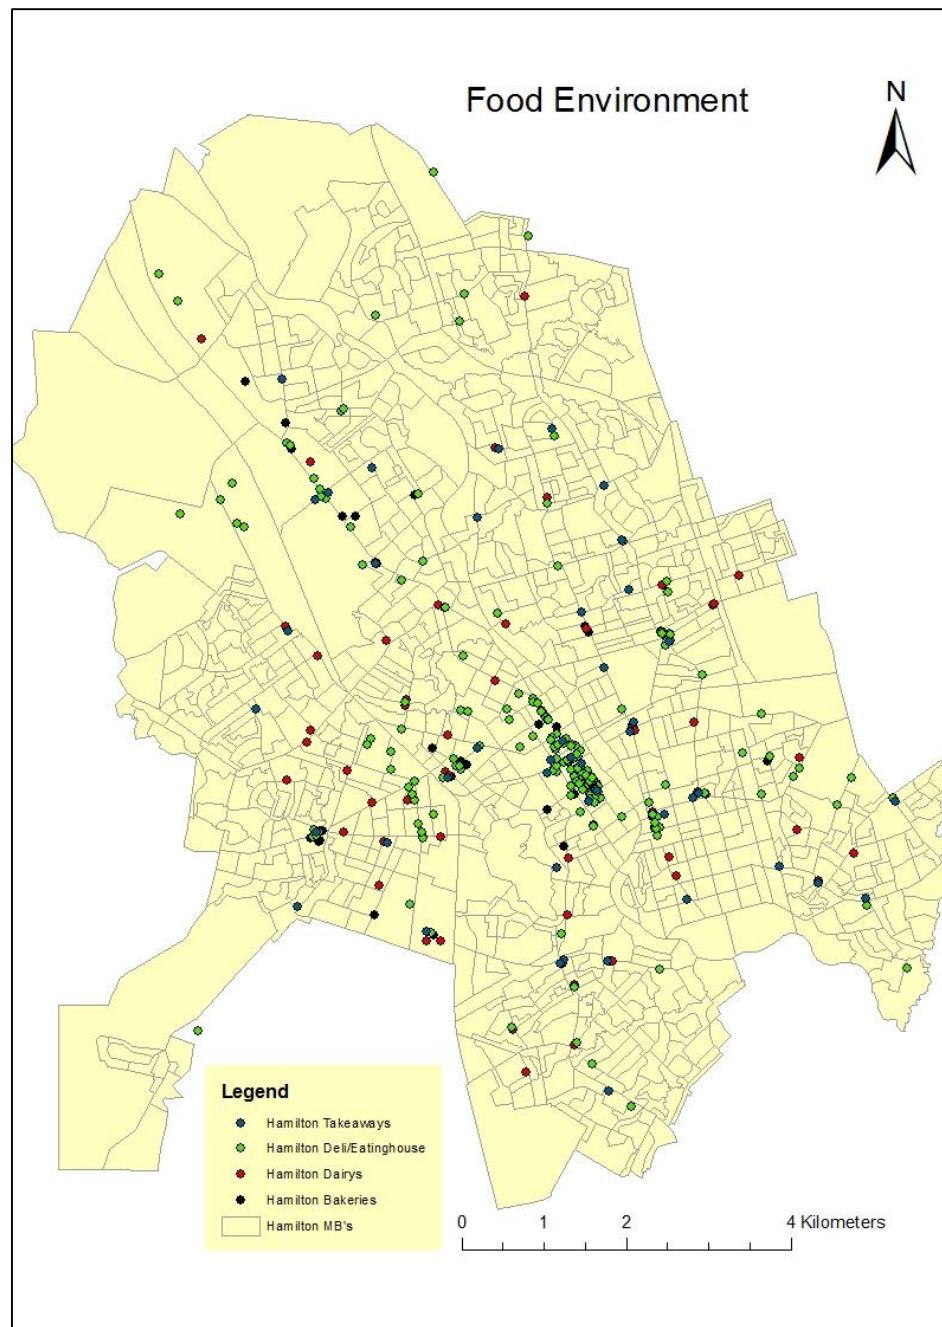 Food Environment
N
Legend
Hamilton Takeaways
Hamilton Deli/Eatinghouse
Hamilton Dairys
Hamilton Bakeries
Hamilton MB's
0 1 2 4 Kilometers